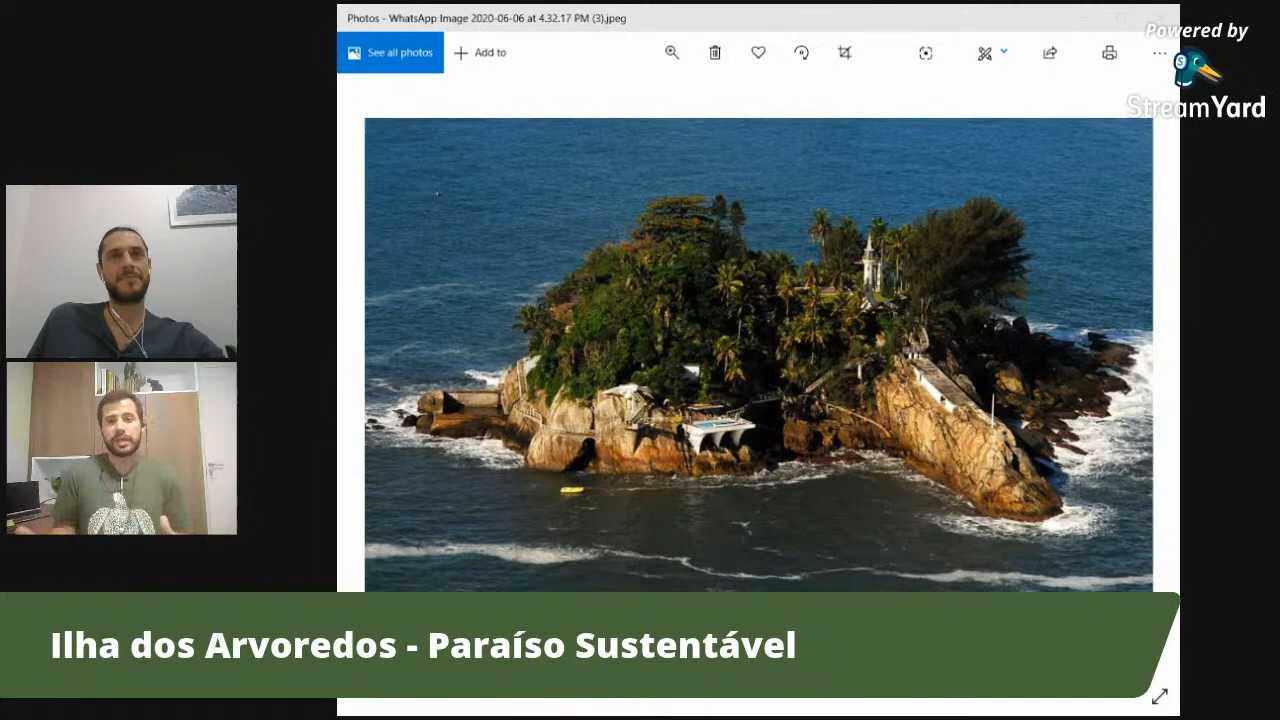 Photos - WhatsApp Image 2020-06-06 at 4.32.17 PM (3).jpeg
See all photos
Add to
Powered by
S
StreamYard
Ilha dos Arvoredos - Paraíso Sustentável